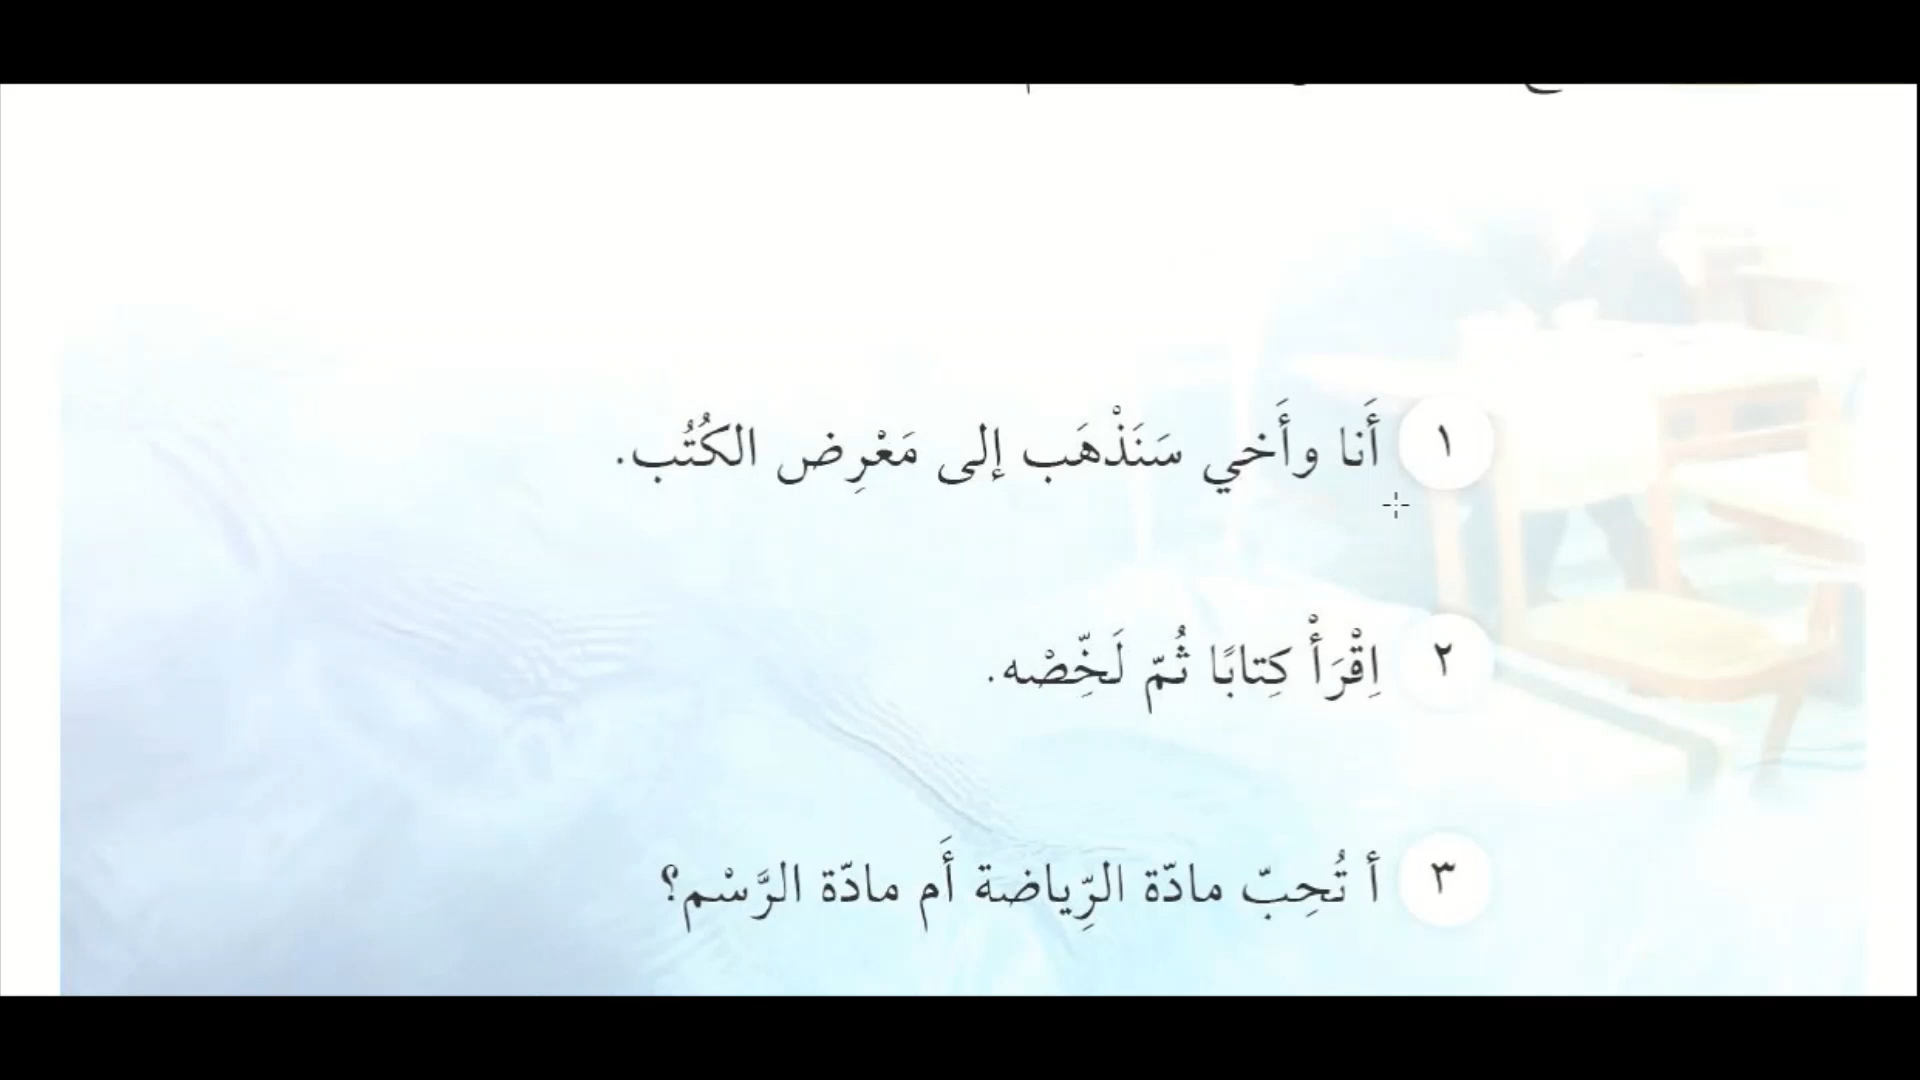 ١ أَنا وأَخي سَنَذْهَب إلى مَعْرِض الكُتُب.
٢ اِقْرَأْ كِتابًا ثُمّ لَخِّصْه.
٣ أ تُحِبّ مادّة الرِّياضة أَم مادّة الرَّسْم؟